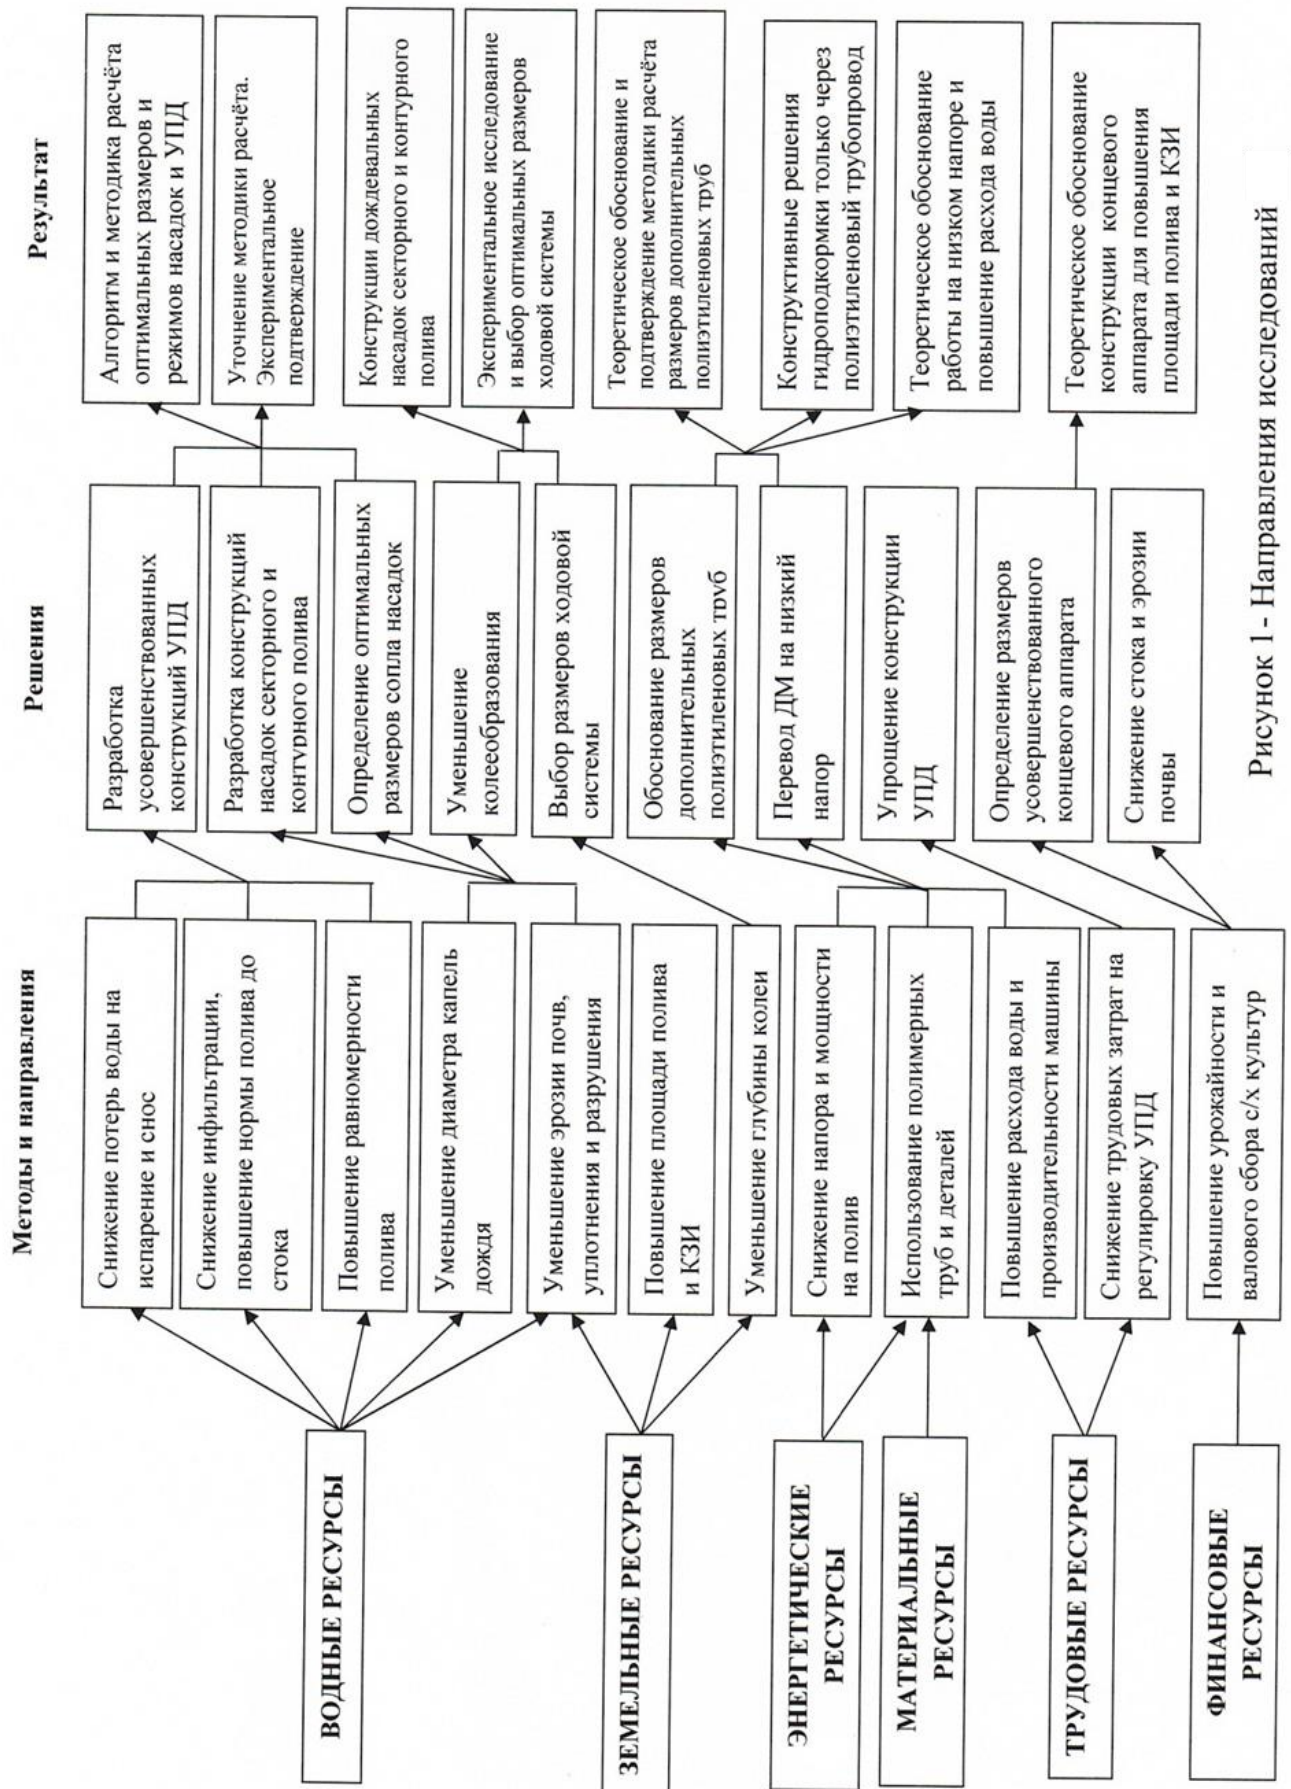 Методы и направления
Решения
Результат
ВОДНЫЕ РЕСУРСЫ
ЗЕМЕЛЬНЫЕ РЕСУРСЫ
ЭНЕРГЕТИЧЕСКИЕ
РЕСУРСЫ
МАТЕРИАЛЬНЫЕ
РЕСУРСЫ
ТРУДОВЫЕ РЕСУРСЫ
ФИНАНСОВЫЕ
РЕСУРСЫ
Снижение потерь воды на
испарение и снос
Снижение инфильтрации,
повышение нормы полива до
стока
Повышение равномерности
полива
Уменьшение диаметра капель
дождя
Уменьшение эрозии почв,
уплотнения и разрушения
Повышение площади полива
и КЗИ
Уменьшение глубины колеи
Снижение напора и мощности
на полив
Использование полимерных
труб и деталей
Повышение расхода воды и
производительности машины
Снижение трудовых затрат на
регулировку УПД
Повышение урожайности и
валового сбора с/х культур
Разработка
усовершенствованных
конструкций УПД
Разработка конструкций
насадок секторного и
контурного полива
Определение оптимальных
размеров сопла насадок
Уменьшение
колееобразования
Выбор размеров ходовой
системы
Обоснование размеров
дополнительных
полиэтиленовых труб
Перевод ДМ на низкий
напор
Упрощение конструкции
УПД
Определение размеров
усовершенствованного
концевого аппарата
Снижение стока и эрозии
почвы
Алгоритм и методика расчёта
оптимальных размеров и
режимов насадок и УПД
Уточнение методики расчёта.
Экспериментальное
подтверждение
Конструкции дождевальных
насадок секторного и контурного
полива
Экспериментальное исследование
и выбор оптимальных размеров
ходовой системы
Теоретическое обоснование и
подтверждение методики расчёта
размеров дополнительных
полиэтиленовых труб
Конструктивные решения
гидроподкормки только через
полиэтиленовый трубопровод
Теоретическое обоснование
работы на низком напоре и
повышение расхода воды
Теоретическое обоснование
конструкции концевого
аппарата для повышения
площади полива и КЗИ
Рисунок 1- Направления исследований